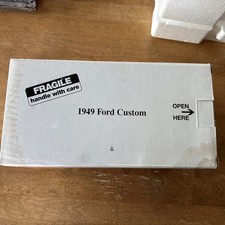 FRAGILE
handle with care
1949 Ford Custom
OPEN
HERE